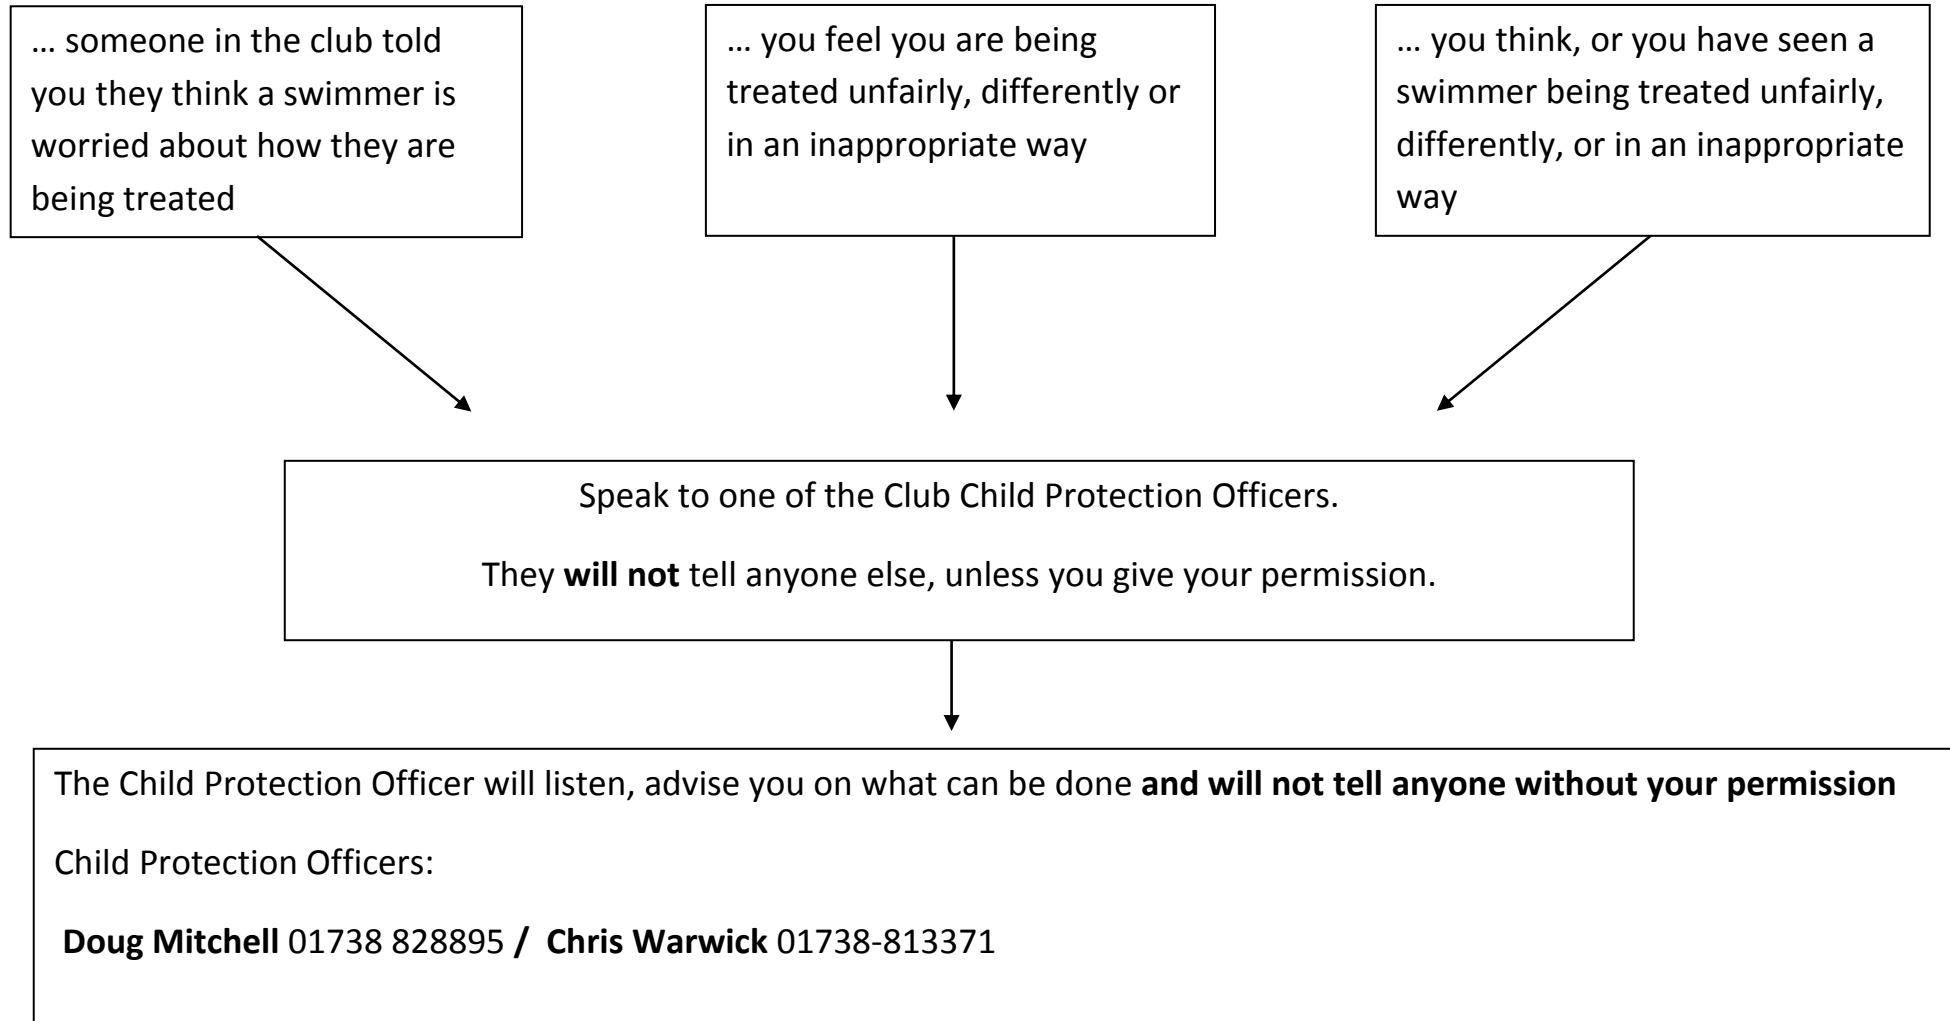 … someone in the club told
you they think a swimmer is
worried about how they are
being treated
… you feel you are being
treated unfairly, differently or
in an inappropriate way
… you think, or you have seen a
swimmer being treated unfairly,
differently, or in an inappropriate
way
Speak to one of the Club Child Protection Officers.
They will not tell anyone else, unless you give your permission.
The Child Protection Officer will listen, advise you on what can be done and will not tell anyone without your permission
Child Protection Officers:
Doug Mitchell 01738 828895 / Chris Warwick 01738-813371